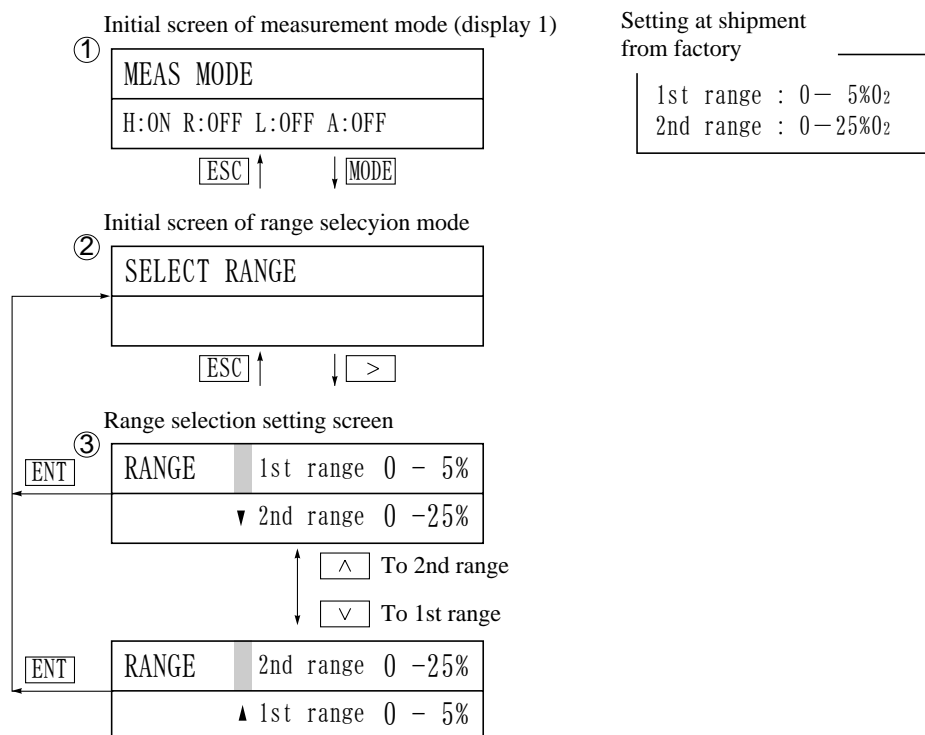 Initial screen of measurement mode (display 1)
①
MEAS MODE
H:ON R:OFF L:OFF A:OFF
ESC MODE
Initial screen of range selecyion mode
②
SELECT RANGE
ESC >
Range selection setting screen
③
ENT
RANGE 1st range 0 − 5%
▼ 2nd range 0 −25%
∧ To 2nd range
∨ To 1st range
ENT
RANGE 2nd range 0 −25%
▲ 1st range 0 − 5%
Setting at shipment
from factory
1st range : 0− 5%O₂
2nd range : 0−25%O₂